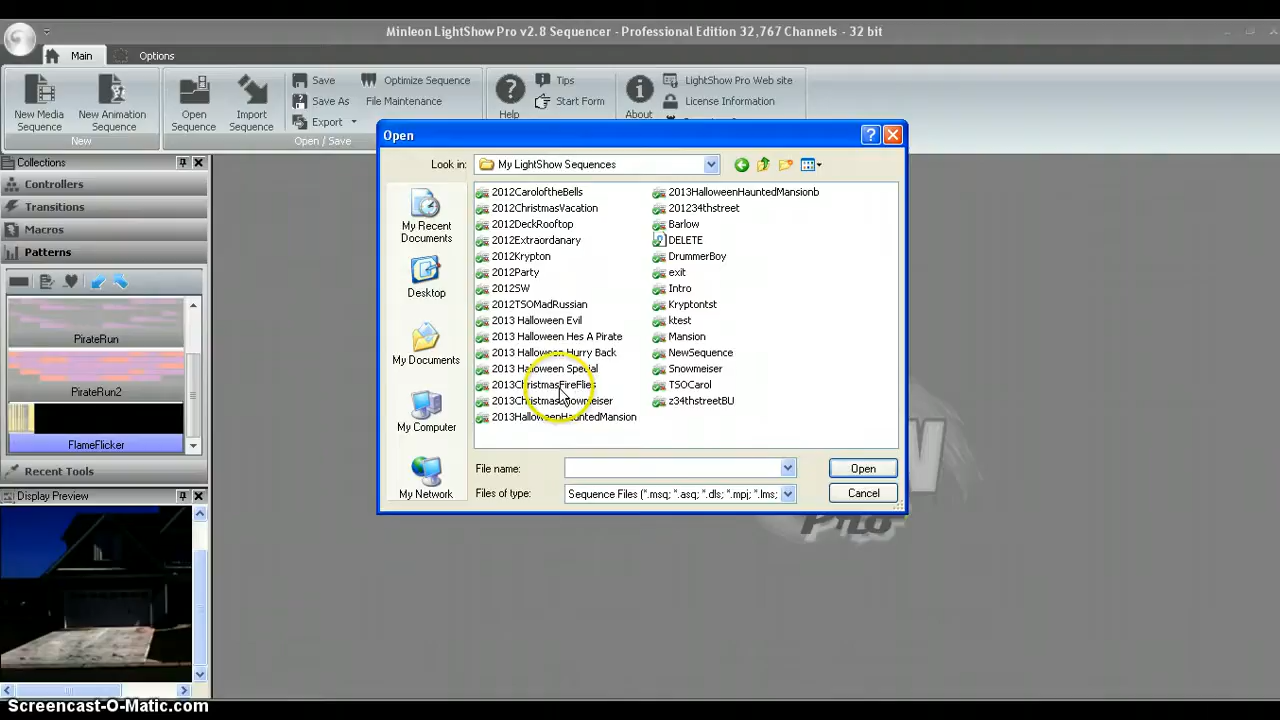 Minleon LightShow Pro v2.8 Sequencer - Professional Edition 32,767 Channels - 32 bit
Main
Options
New Media Sequence
New Animation Sequence
New
Open Sequence
Import Sequence
Save
Save As
Export
Optimize Sequence
File Maintenance
Open / Save
Help
Tips
Start Form
About
LightShow Pro Web site
License Information
Collections
Controllers
Transitions
Macros
Patterns
PirateRun
PirateRun2
FlameFlicker
Recent Tools
Display Preview
Open
Look in:
My LightShow Sequences
My Recent Documents
Desktop
My Documents
My Computer
My Network
2012CaroloftheBells
2012ChristmasVacation
2012DeckRooftop
2012Extraordanary
2012Krypton
2012Party
2012SW
2012TSOMadRussian
2013 Halloween Evil
2013 Halloween Hes A Pirate
2013 Halloween Hurry Back
2013 Halloween Special
2013ChristmasFireFlies
2013ChristmasSnowmeiser
2013HalloweenHauntedMansion
2013HalloweenHauntedMansionb
201234thstreet
Barlow
DELETE
DrummerBoy
exit
Intro
Kryptontst
ktest
Mansion
NewSequence
Snowmeiser
TSOCarol
z34thstreetBU
File name:
Open
Files of type:
Sequence Files (*.msq; *.asq; *.dls; *.mpj; *.lms;
Cancel
Pro
Screencast-O-Matic.com